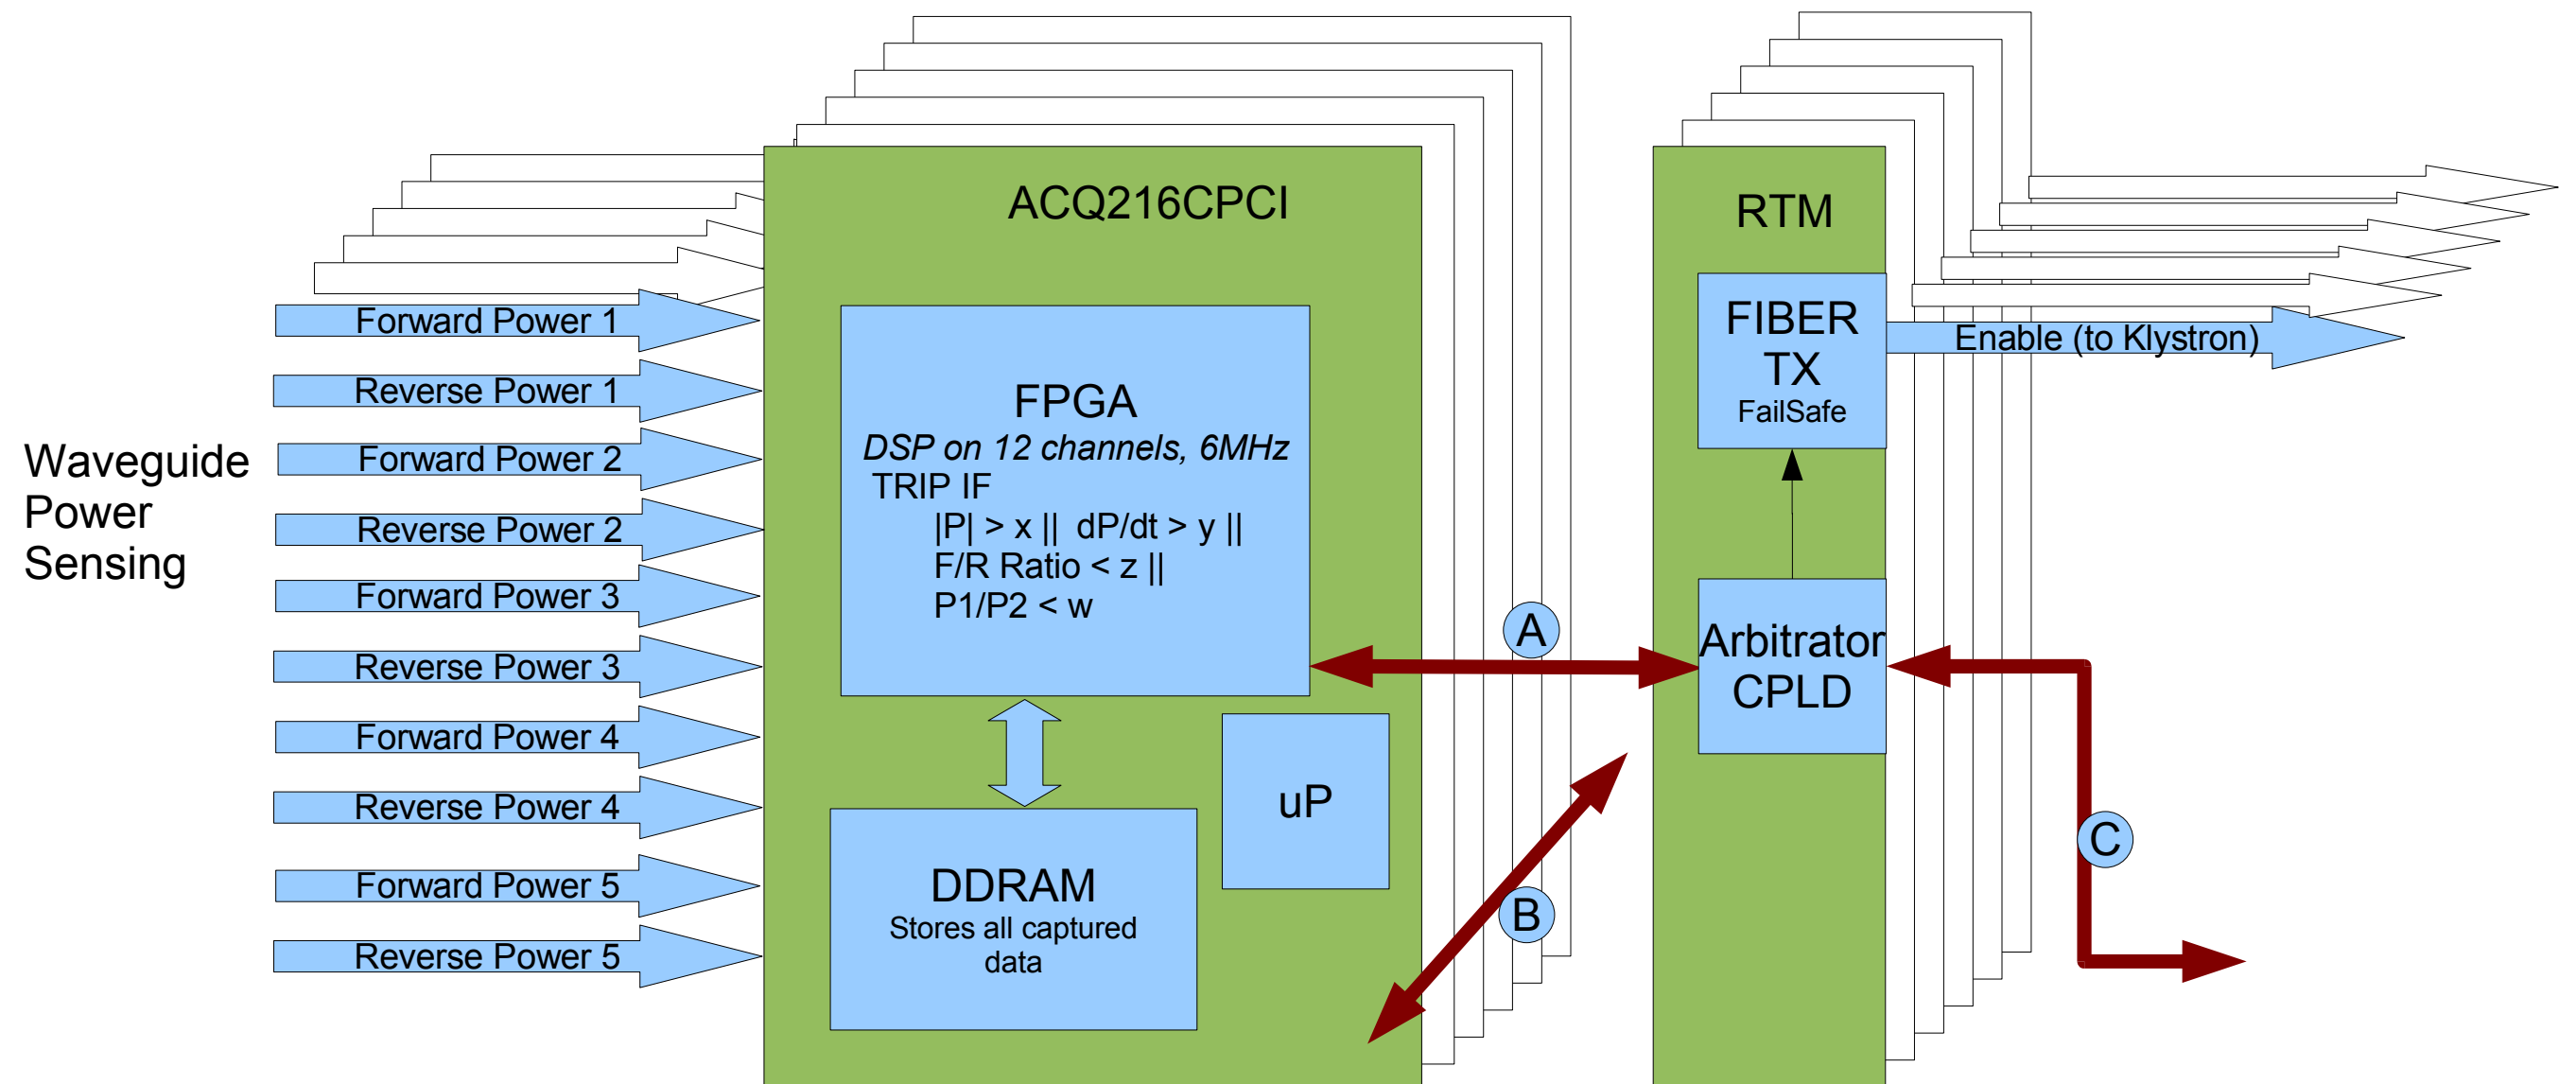 Waveguide
Power
Sensing
Forward Power 1
Reverse Power 1
Forward Power 2
Reverse Power 2
Forward Power 3
Reverse Power 3
Forward Power 4
Reverse Power 4
Forward Power 5
Reverse Power 5
ACQ216CPCI
FPGA
DSP on 12 channels, 6MHz
TRIP IF
|P| > x || dP/dt > y ||
F/R Ratio < z ||
P1/P2 < w
DDRAM
Stores all captured
data
uP
A
B
RTM
FIBER
TX
FailSafe
Enable (to Klystron)
Arbitrator
CPLD
C